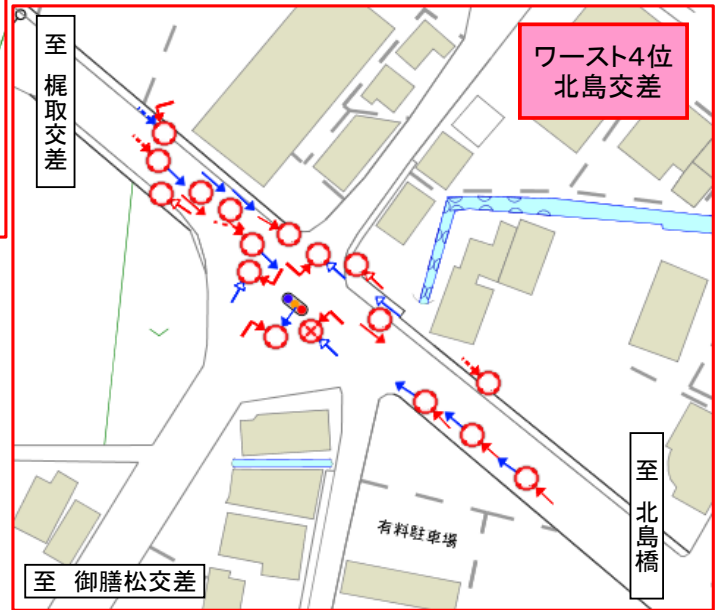 ワースト4位
北島交差
至 梶取交差
有料駐車場
至 北島橋
至 御膳松交差